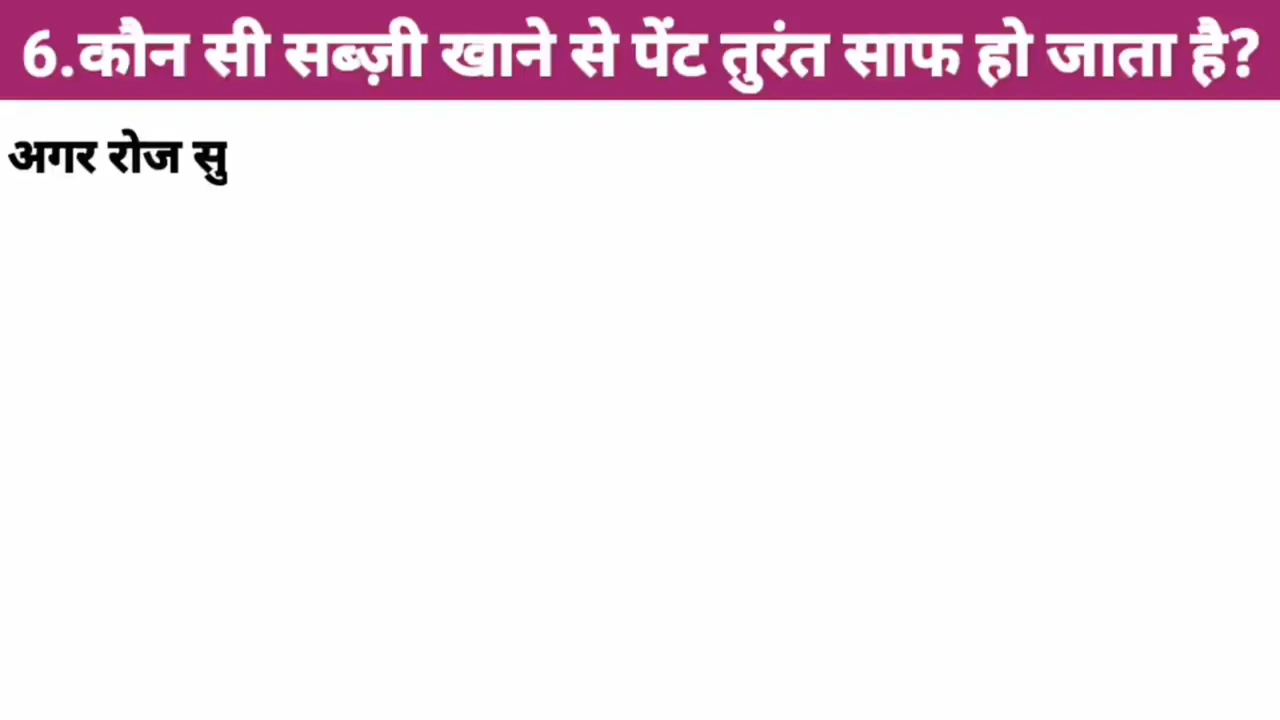 6.कौन सी सब्ज़ी खाने से पेंट तुरंत साफ हो जाता है?
अगर रोज सु